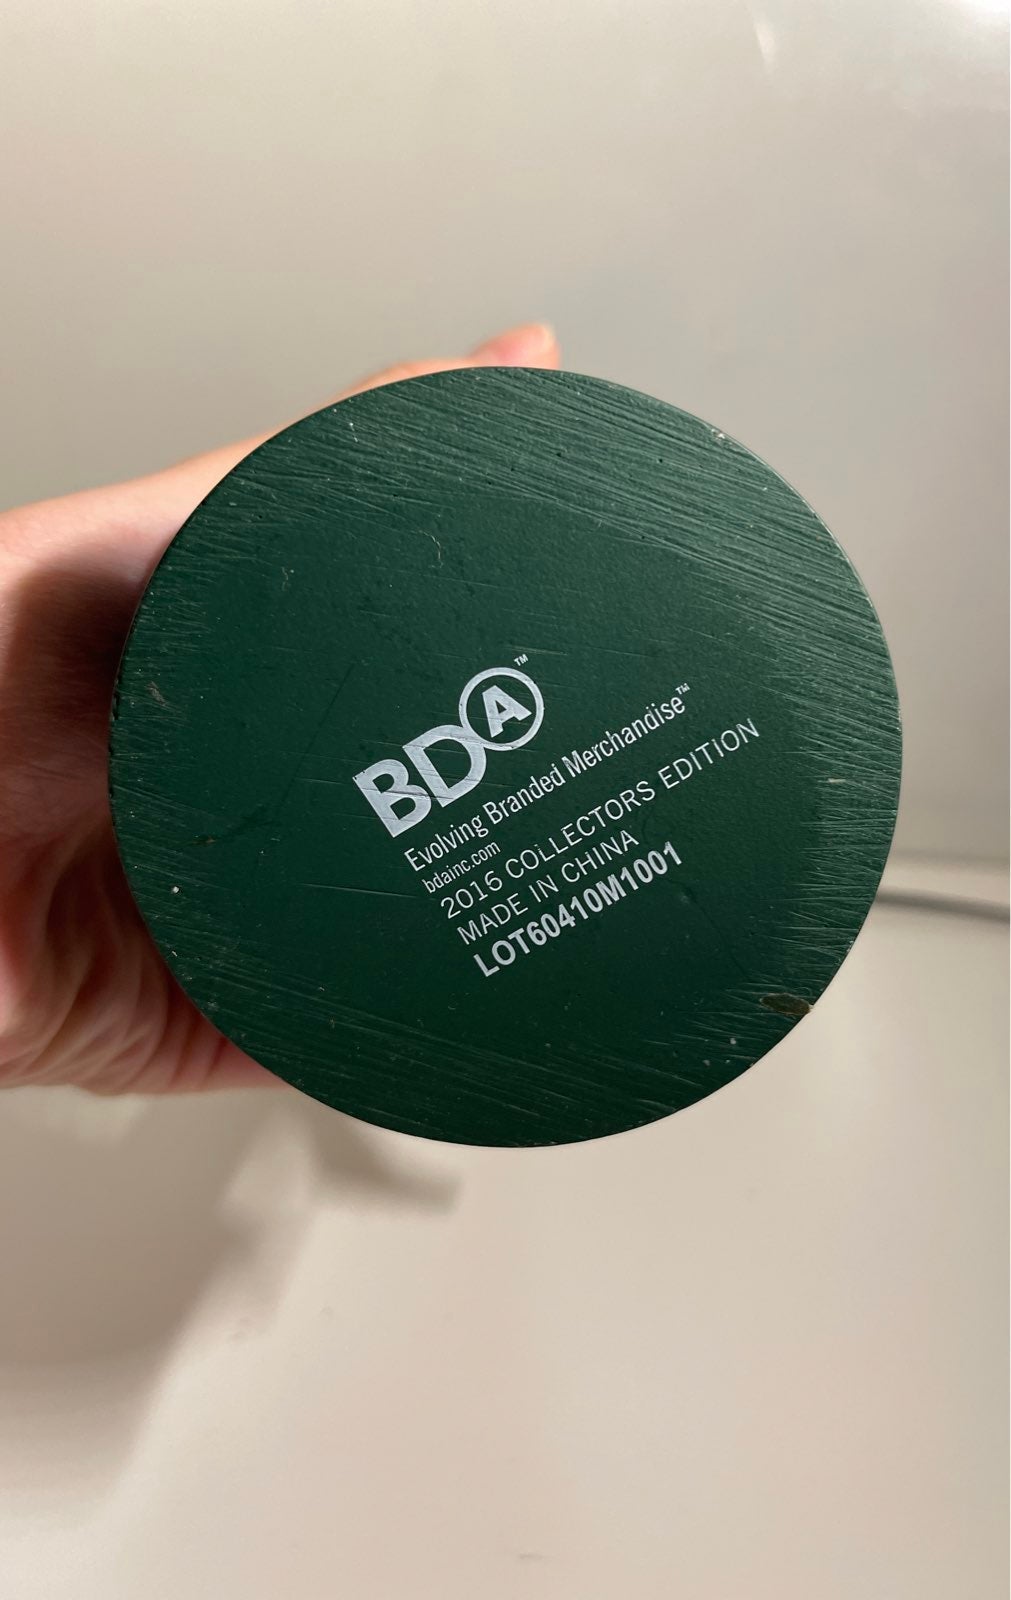 BDA™
Evolving Branded Merchandise™
bdainc.com
2016 COLLECTORS EDITION
MADE IN CHINA
LOT60410M1001